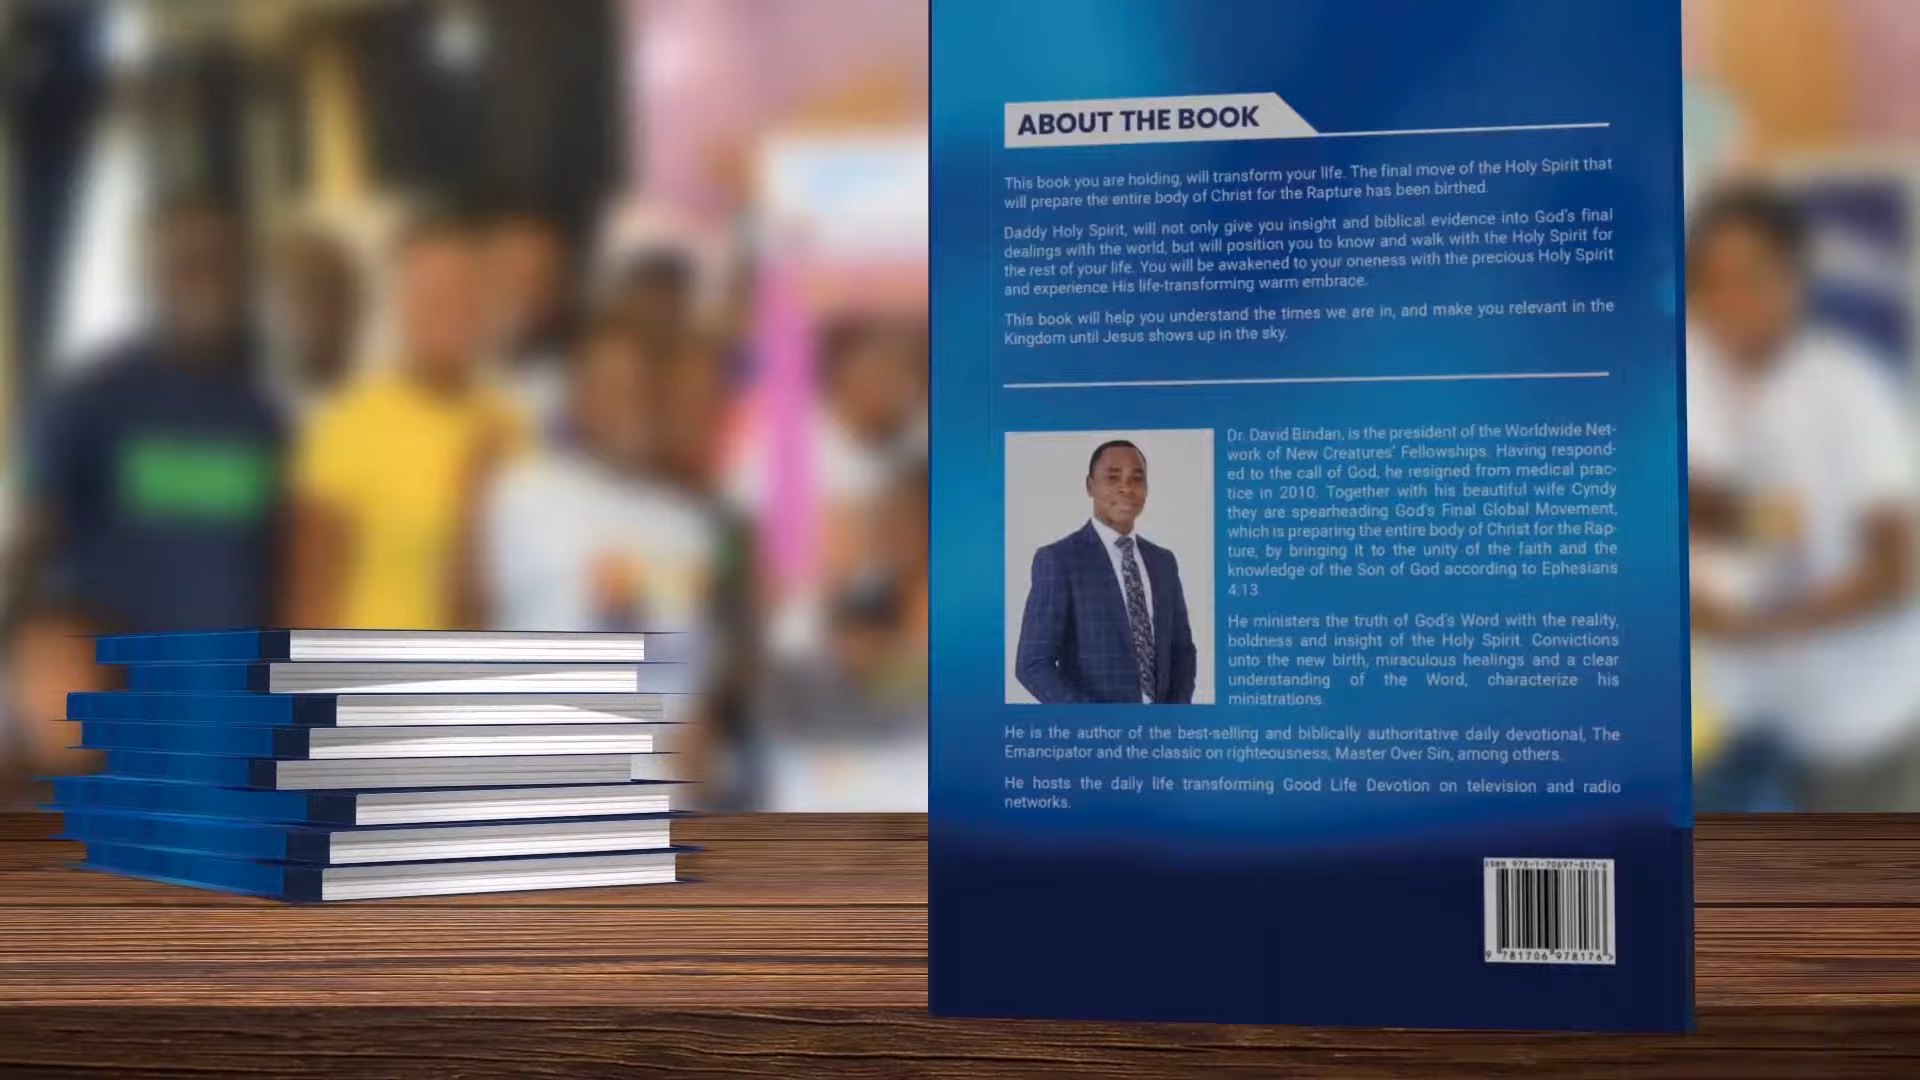 ABOUT THE BOOK
This book you are holding, will transform your life. The final move of the Holy Spirit that
will prepare the entire body of Christ for the Rapture has been birthed.
Daddy Holy Spirit, will not only give you insight and biblical evidence into God's final
dealings with the world, but will position you to know and walk with the Holy Spirit for
the rest of your life. You will be awakened to your oneness with the precious Holy Spirit
and experience His life-transforming warm embrace.
This book will help you understand the times we are in, and make you relevant in the
Kingdom until Jesus shows up in the sky.
Dr. David Bindan, is the president of the Worldwide Net-
work of New Creatures' Fellowships. Having respond-
ed to the call of God, he resigned from medical prac-
tice in 2010. Together with his beautiful wife Cyndy
they are spearheading God's Final Global Movement,
which is preparing the entire body of Christ for the Rap-
ture, by bringing it to the unity of the faith and the
knowledge of the Son of God according to Ephesians
4:13.
He ministers the truth of God's Word with the reality,
boldness and insight of the Holy Spirit. Convictions
unto the new birth, miraculous healings and a clear
understanding of the Word, characterize his
ministrations.
He is the author of the best-selling and biblically authoritative daily devotional, The
Emancipator and the classic on righteousness, Master Over Sin, among others.
He hosts the daily life transforming Good Life Devotion on television and radio
networks.
ISBN 978-1-70697-817-6
9 781706 978176 >